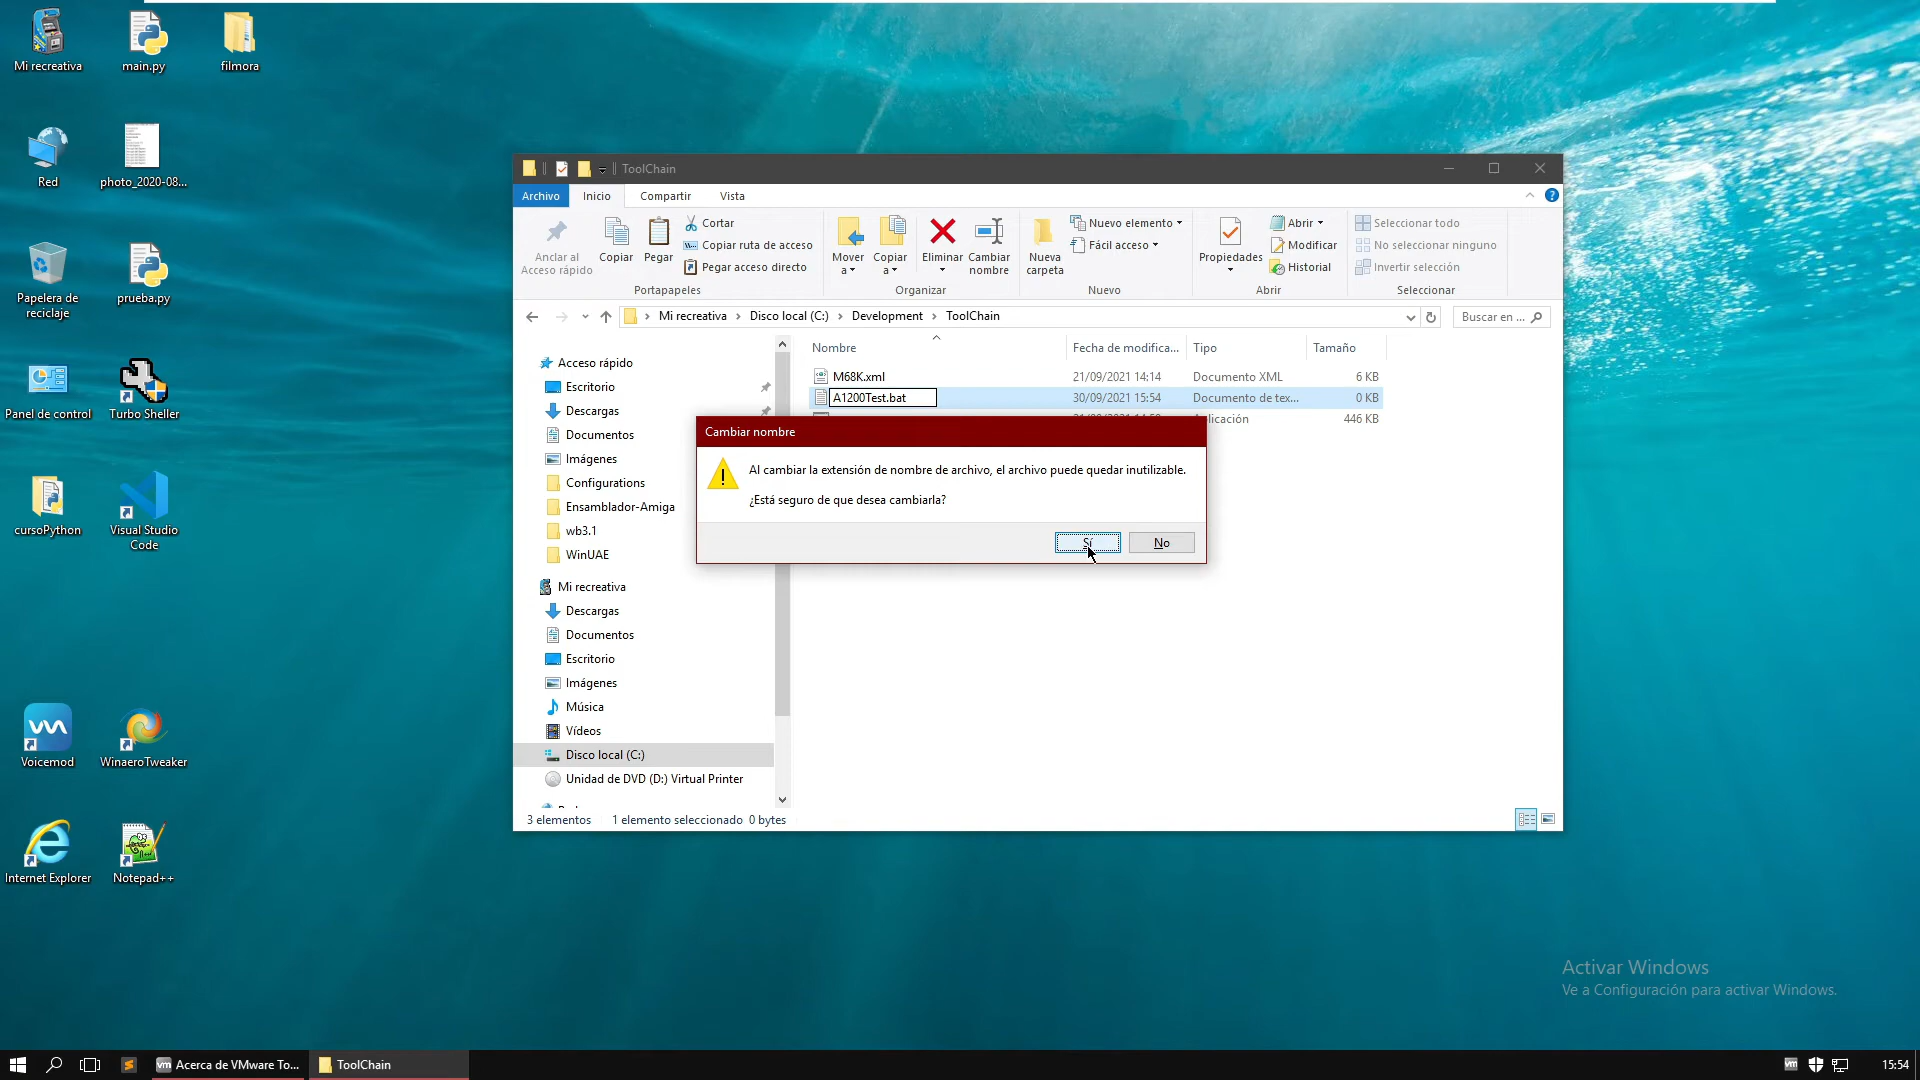 Mi recreativa
main.py
filmora
Red
photo_2020-08...
Papelera de
reciclaje
prueba.py
Panel de control
Turbo Sheller
cursoPython
Visual Studio
Code
Voicemod
WinaeroTweaker
Internet Explorer
Notepad++
ToolChain
Archivo
Inicio
Compartir
Vista
Anclar al
Acceso rápido
Copiar
Pegar
Cortar
Copiar ruta de acceso
Pegar acceso directo
Portapapeles
Mover
a
Copiar
a
Eliminar
Cambiar
nombre
Organizar
Nueva
carpeta
Nuevo elemento
Fácil acceso
Nuevo
Propiedades
Abrir
Modificar
Historial
Abrir
Seleccionar todo
No seleccionar ninguno
Invertir selección
Seleccionar
Mi recreativa > Disco local (C:) > Development > ToolChain
Buscar en ...
Acceso rápido
Escritorio
Descargas
Documentos
Imágenes
Configurations
Ensamblador-Amiga
wb3.1
WinUAE
Mi recreativa
Descargas
Documentos
Escritorio
Imágenes
Música
Vídeos
Disco local (C:)
Unidad de DVD (D:) Virtual Printer
Nombre Fecha de modifica... Tipo Tamaño
M68K.xml 21/09/2021 14:14 Documento XML 6 KB
A1200Test.bat 30/09/2021 15:54 Documento de tex... 0 KB
446 KB
Cambiar nombre
Al cambiar la extensión de nombre de archivo, el archivo puede quedar inutilizable.
¿Está seguro de que desea cambiarla?
Sí
No
3 elementos 1 elemento seleccionado 0 bytes
Activar Windows
Ve a Configuración para activar Windows.
Acerca de VMware To...
ToolChain
15:54